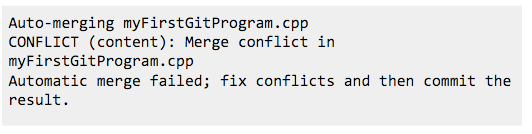 Auto-merging myFirstGitProgram.cpp
CONFLICT (content): Merge conflict in
myFirstGitProgram.cpp
Automatic merge failed; fix conflicts and then commit the
result.